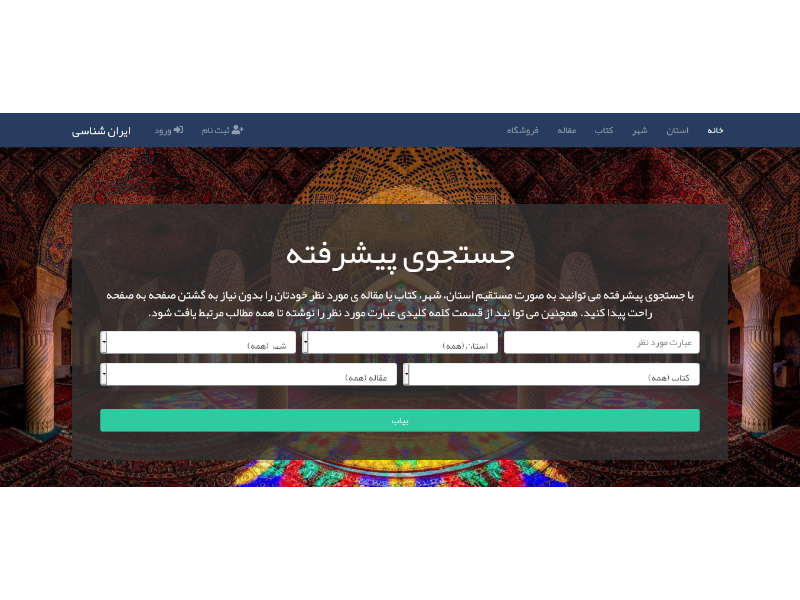 خانه استان شهر کتاب مقاله فروشگاه ثبت نام ورود ایران شناسی
جستجوی پیشرفته
با جستجوی پیشرفته می توانید به صورت مستقیم استان، شهر، کتاب یا مقاله ی مورد نظر خودتان را بدون نیاز به گشتن صفحه به صفحه
راحت پیدا کنید. همچنین می توا نید از قسمت کلمه کلیدی عبارت مورد نظر را نوشته تا همه مطالب مرتبط یافت شود.
عبارت مورد نظر استان (همه) شهر (همه)
کتاب (همه) مقاله (همه)
بیاب